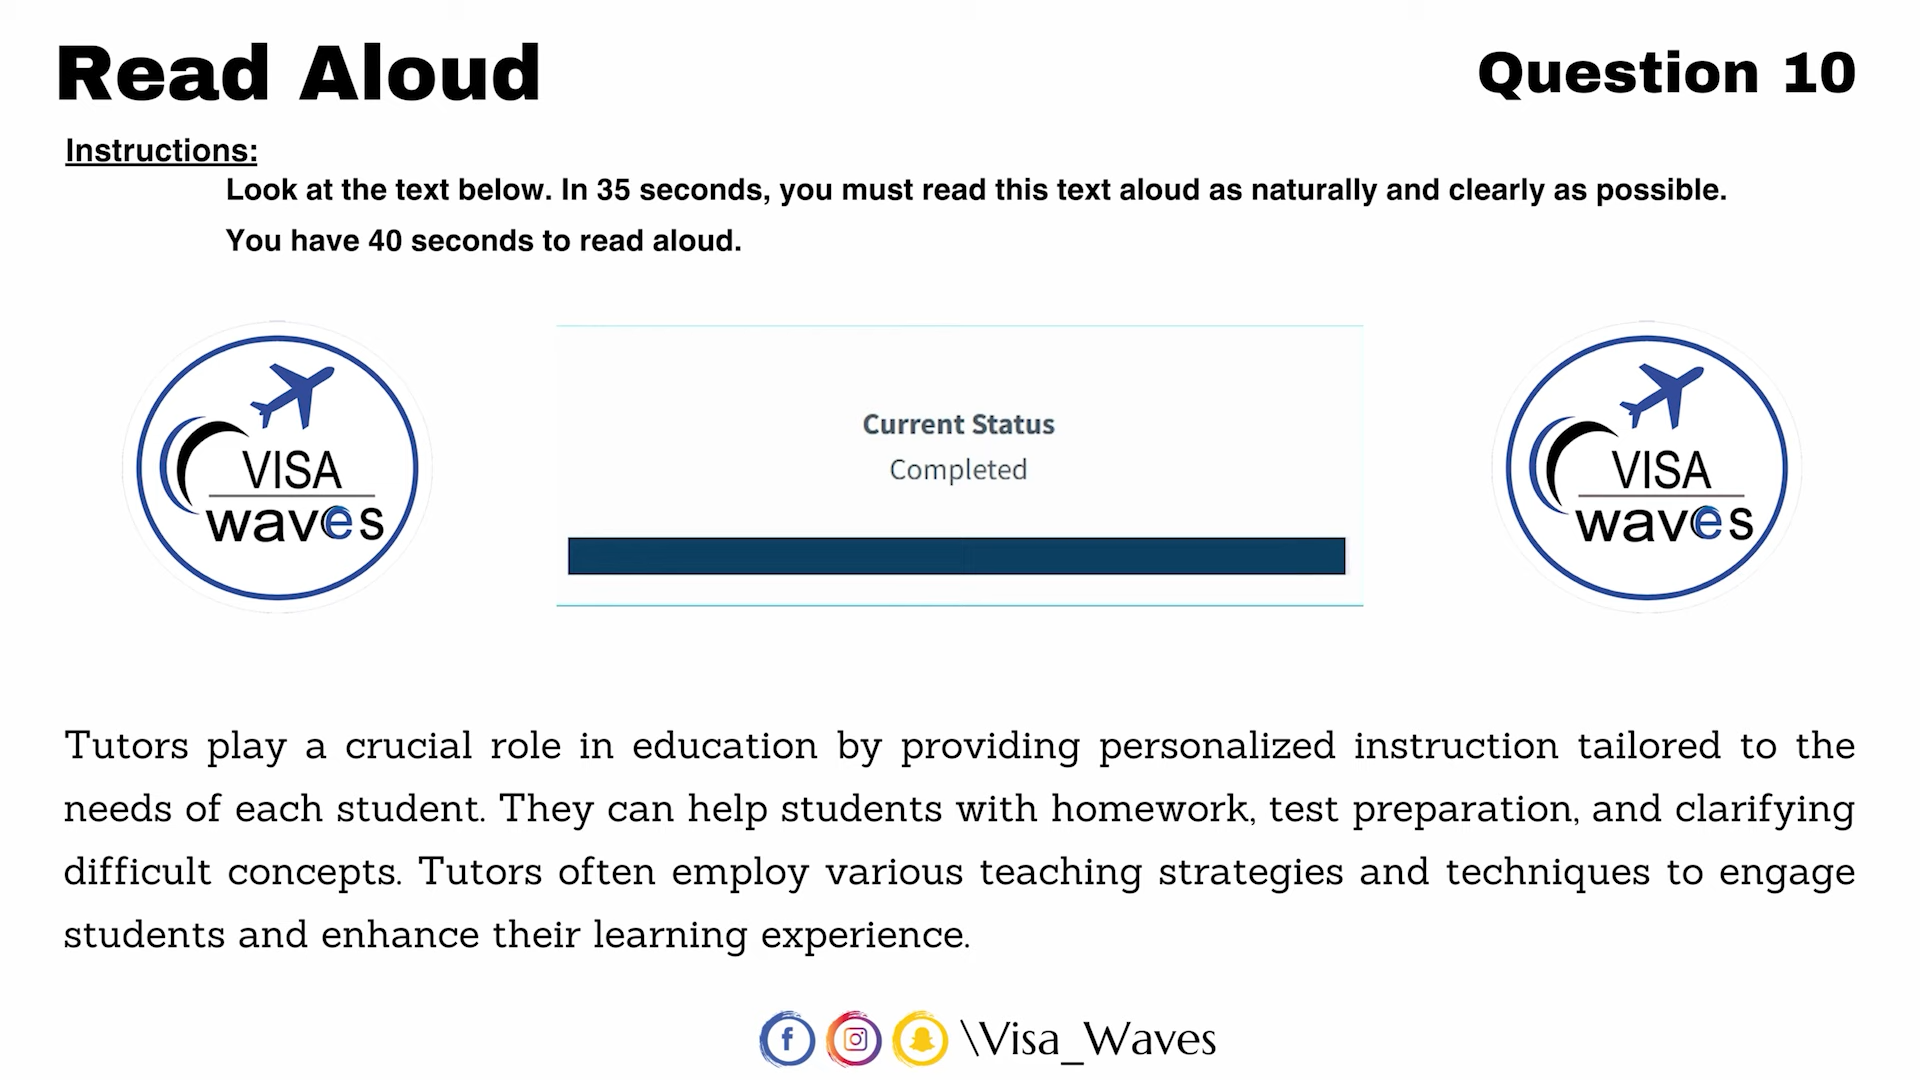 Read Aloud
Question 10
Instructions:
Look at the text below. In 35 seconds, you must read this text aloud as naturally and clearly as possible.
You have 40 seconds to read aloud.
VISA
waves
Current Status
Completed
VISA
waves
Tutors play a crucial role in education by providing personalized instruction tailored to the
needs of each student. They can help students with homework, test preparation, and clarifying
difficult concepts. Tutors often employ various teaching strategies and techniques to engage
students and enhance their learning experience.
\Visa_Waves